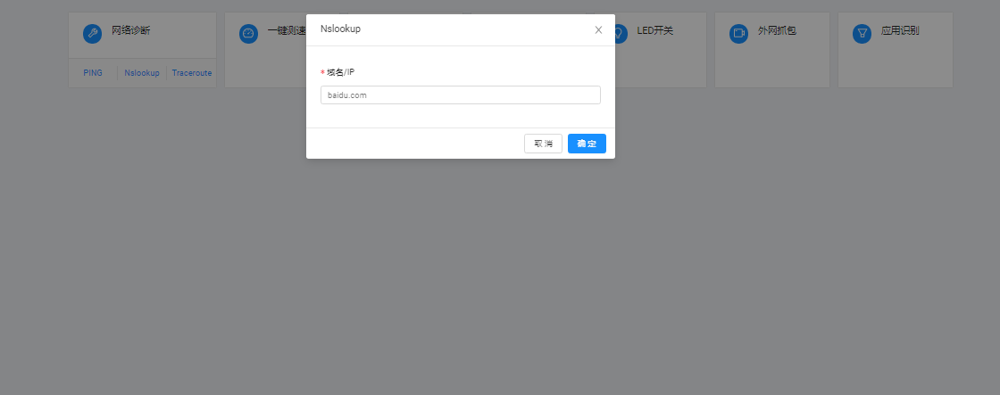 网络诊断
PING
Nslookup
Traceroute
一键测速
Nslookup
* 域名/IP
baidu.com
取 消
确 定
LED开关
外网抓包
应用识别